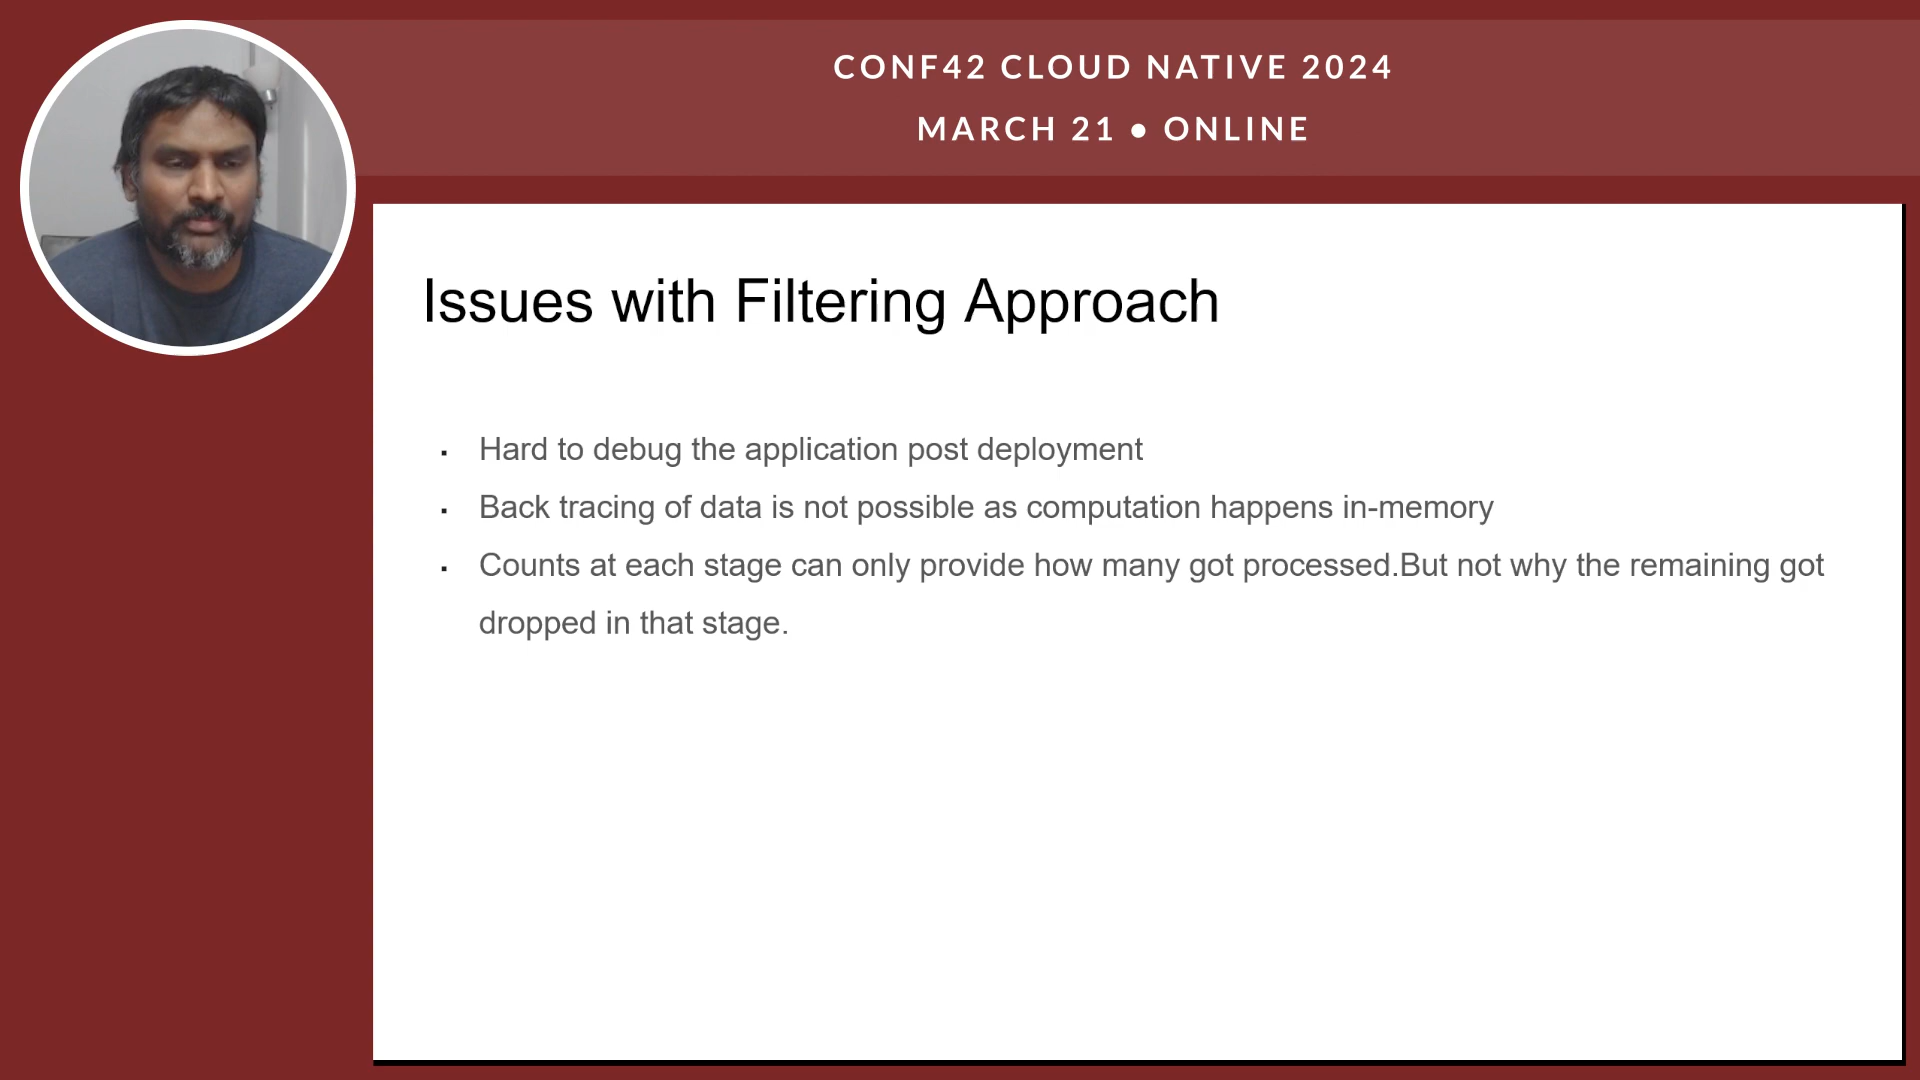 CONF42 CLOUD NATIVE 2024
MARCH 21 ● ONLINE
Issues with Filtering Approach
▪ Hard to debug the application post deployment
▪ Back tracing of data is not possible as computation happens in-memory
▪ Counts at each stage can only provide how many got processed.But not why the remaining got
dropped in that stage.